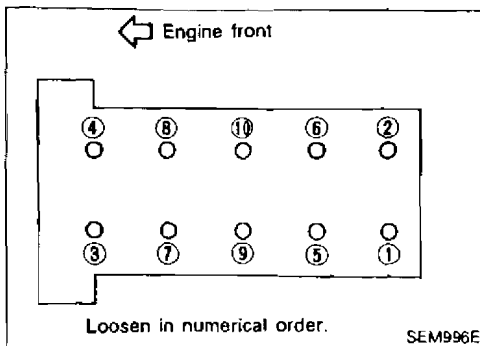 Engine front
④ ⑧ ⑩ ⑥ ②
③ ⑦ ⑨ ⑤ ①
Loosen in numerical order.
SEM996E